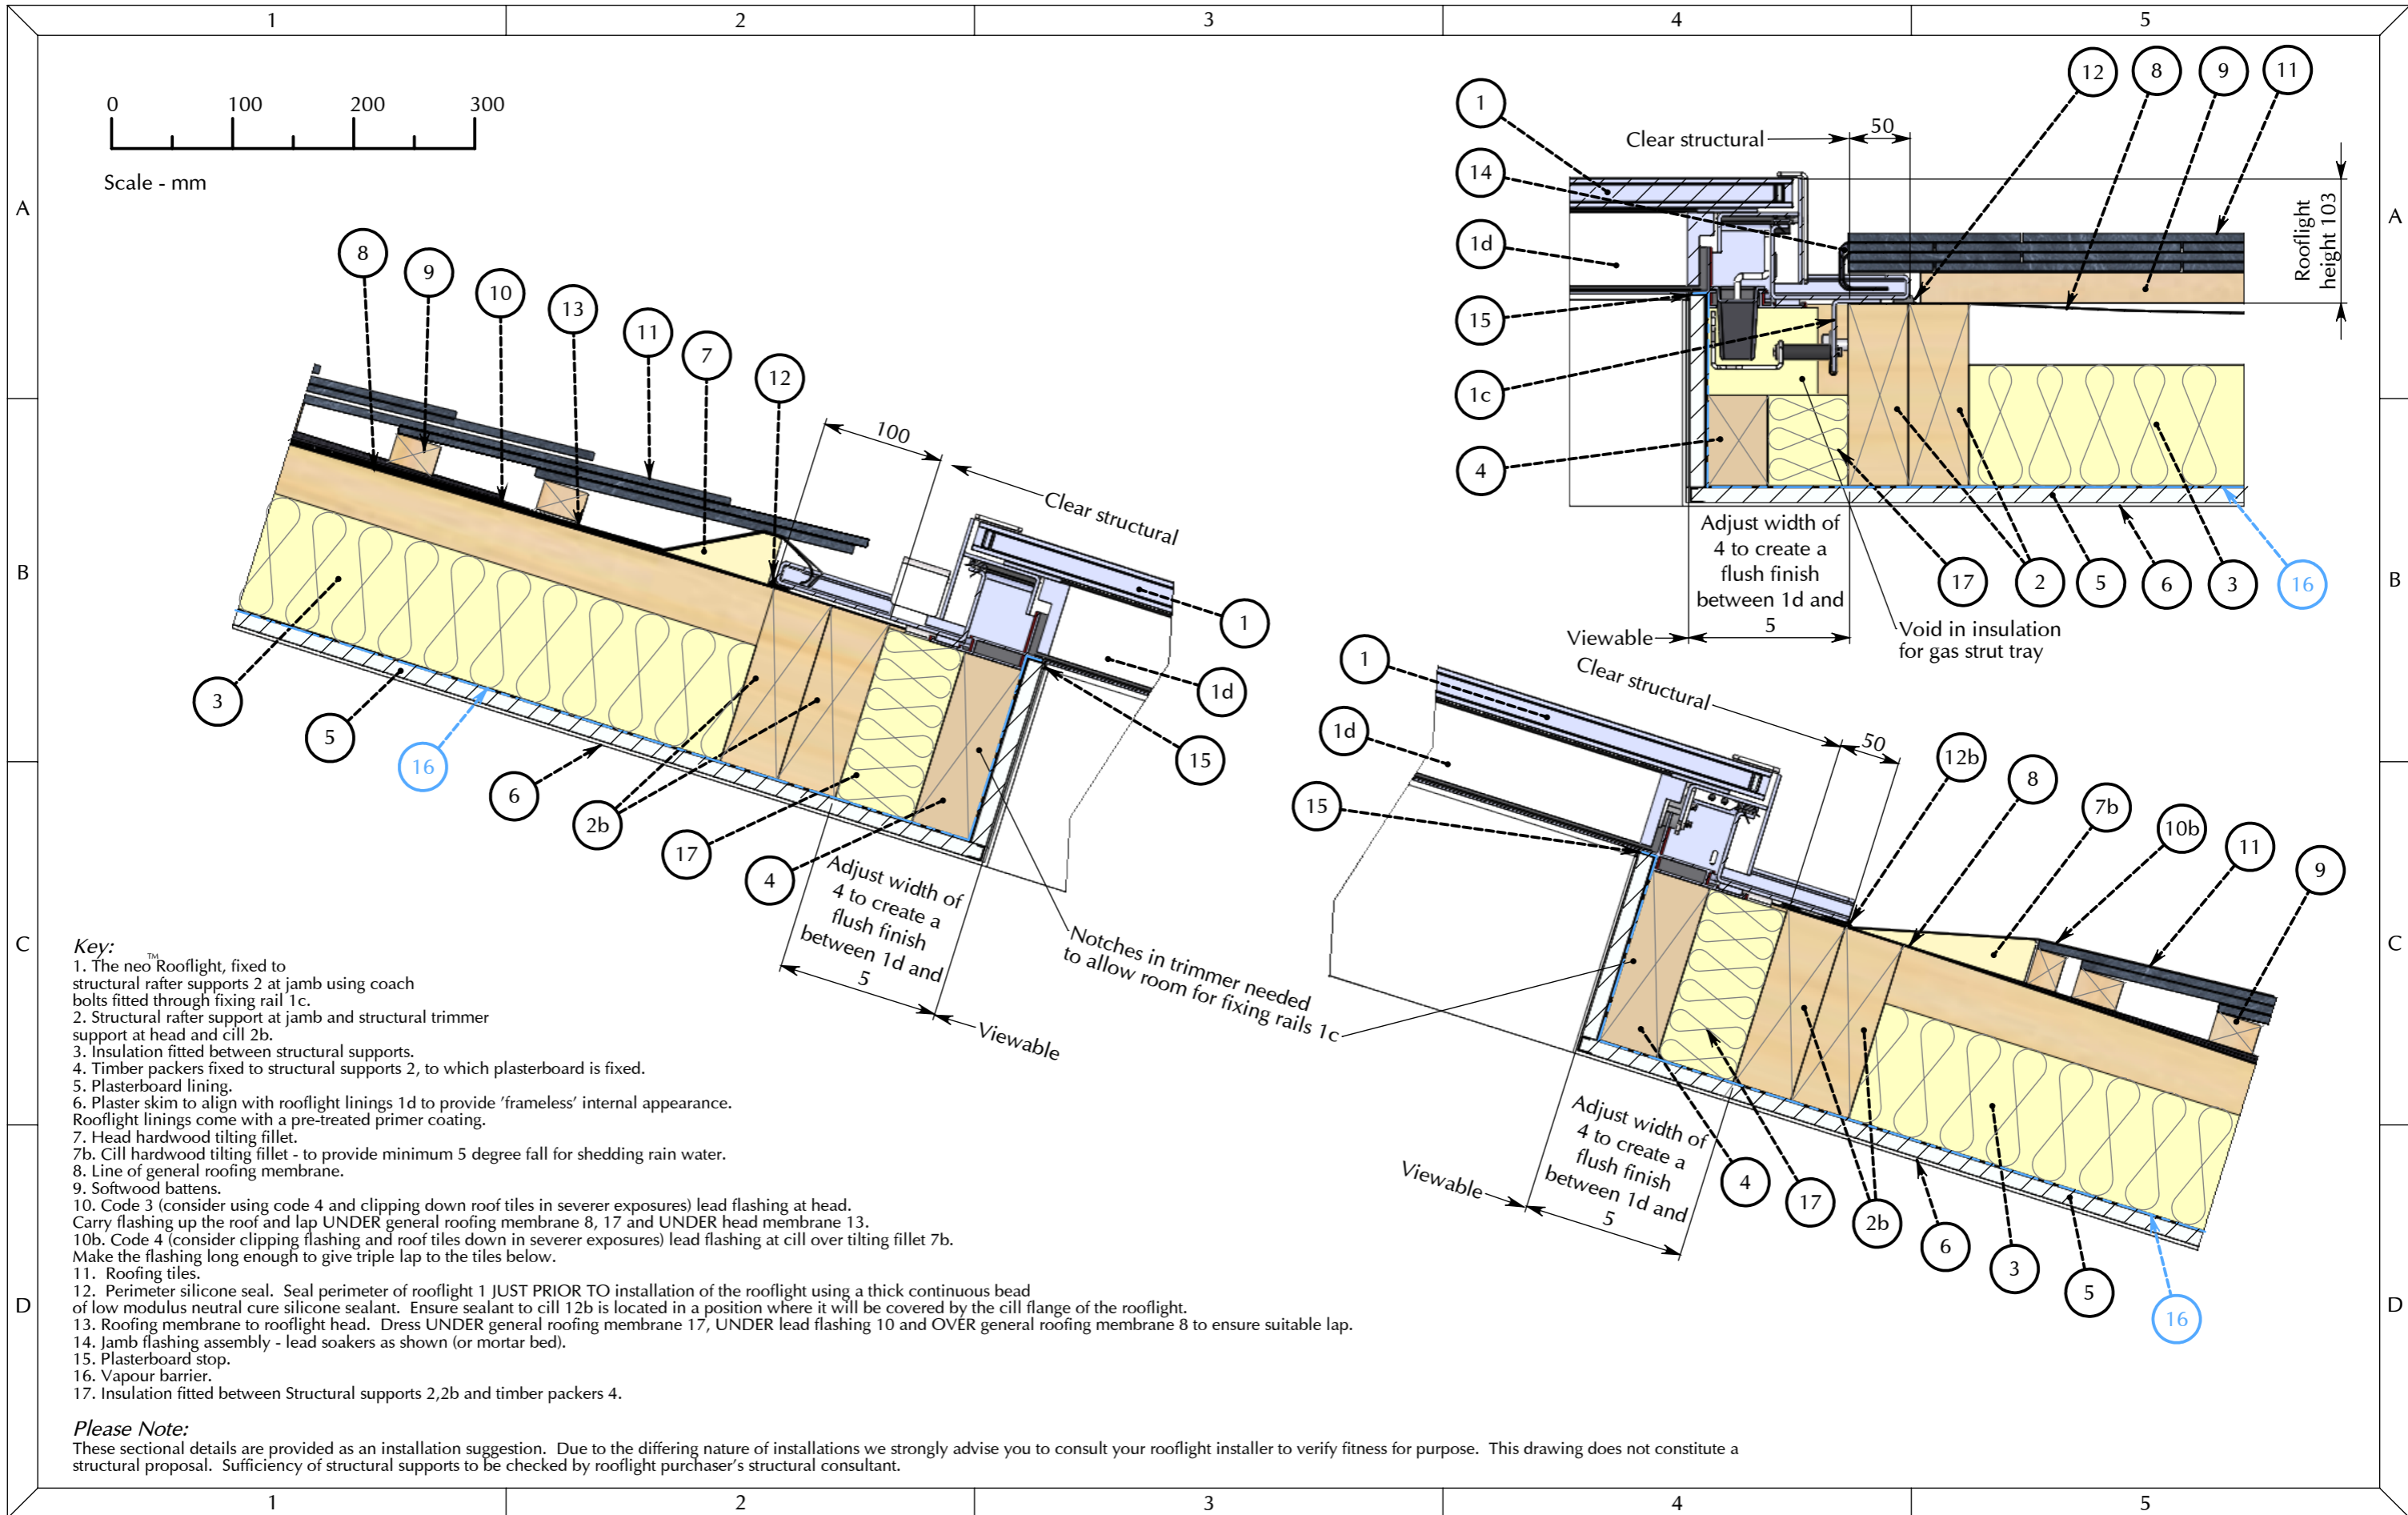 1 2 3 4 5
A
B
C
D
A
B
C
D
1 2 3 4 5
0 100 200 300
Scale - mm
8
9
10
13
11
7
12
100
Clear structural
1
1d
15
3
5
16
6
2b
17
4
Adjust width of
4 to create a
flush finish
between 1d and
5
Viewable
Notches in trimmer needed
to allow room for fixing rails 1c
1
14
1d
15
1c
4
Clear structural
50
12
8
9
11
Rooflight
height 103
Adjust width of
4 to create a
flush finish
between 1d and
5
Viewable
17
2
5
6
3
16
Void in insulation
for gas strut tray
1
Clear structural
1d
50
15
12b
8
7b
10b
11
9
Adjust width of
4 to create a
flush finish
between 1d and
5
Viewable
4
17
2b
6
3
5
16
Key:
1. The neo™ Rooflight, fixed to
structural rafter supports 2 at jamb using coach
bolts fitted through fixing rail 1c.
2. Structural rafter support at jamb and structural trimmer
support at head and cill 2b.
3. Insulation fitted between structural supports.
4. Timber packers fixed to structural supports 2, to which plasterboard is fixed.
5. Plasterboard lining.
6. Plaster skim to align with rooflight linings 1d to provide 'frameless' internal appearance.
Rooflight linings come with a pre-treated primer coating.
7. Head hardwood tilting fillet.
7b. Cill hardwood tilting fillet - to provide minimum 5 degree fall for shedding rain water.
8. Line of general roofing membrane.
9. Softwood battens.
10. Code 3 (consider using code 4 and clipping down roof tiles in severer exposures) lead flashing at head.
Carry flashing up the roof and lap UNDER general roofing membrane 8, 17 and UNDER head membrane 13.
10b. Code 4 (consider clipping flashing and roof tiles down in severer exposures) lead flashing at cill over tilting fillet 7b.
Make the flashing long enough to give triple lap to the tiles below.
11. Roofing tiles.
12. Perimeter silicone seal. Seal perimeter of rooflight 1 JUST PRIOR TO installation of the rooflight using a thick continuous bead
of low modulus neutral cure silicone sealant. Ensure sealant to cill 12b is located in a position where it will be covered by the cill flange of the rooflight.
13. Roofing membrane to rooflight head. Dress UNDER general roofing membrane 17, UNDER lead flashing 10 and OVER general roofing membrane 8 to ensure suitable lap.
14. Jamb flashing assembly - lead soakers as shown (or mortar bed).
15. Plasterboard stop.
16. Vapour barrier.
17. Insulation fitted between Structural supports 2,2b and timber packers 4.
Please Note:
These sectional details are provided as an installation suggestion. Due to the differing nature of installations we strongly advise you to consult your rooflight installer to verify fitness for purpose. This drawing does not constitute a
structural proposal. Sufficiency of structural supports to be checked by rooflight purchaser's structural consultant.